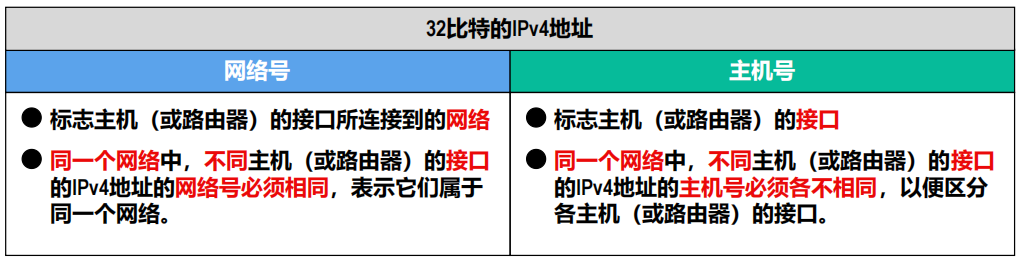 32比特的IPv4地址
网络号
主机号
● 标志主机（或路由器）的接口所连接到的网络
● 同一个网络中，不同主机（或路由器）的接口
的IPv4地址的网络号必须相同，表示它们属于
同一个网络。
● 标志主机（或路由器）的接口
● 同一个网络中，不同主机（或路由器）的接口
的IPv4地址的主机号必须各不相同，以便区分
各主机（或路由器）的接口。